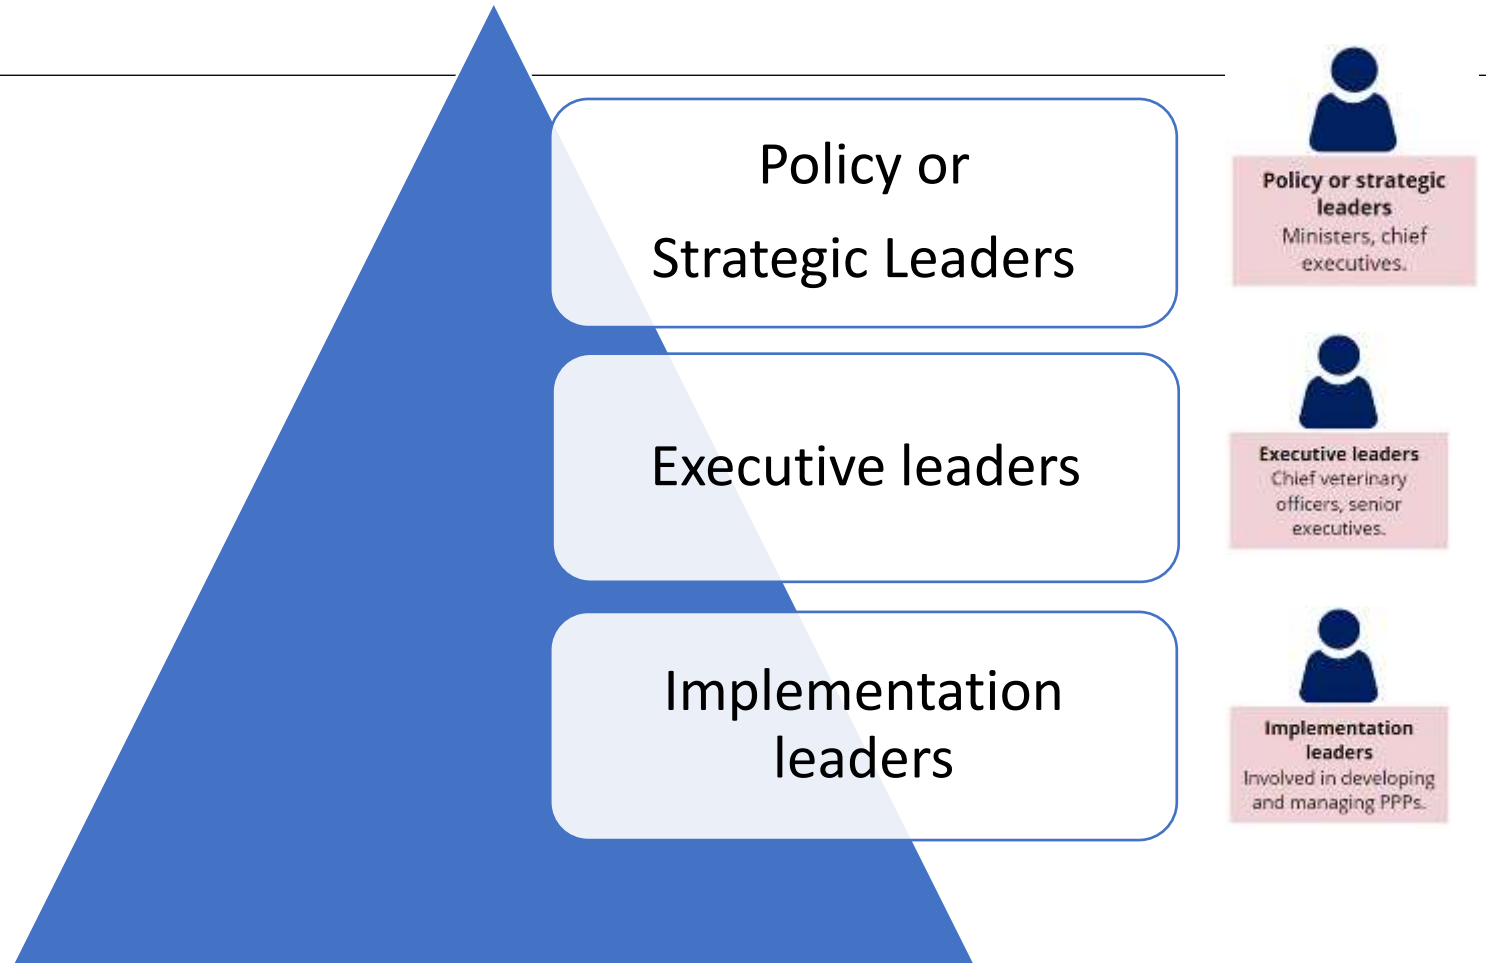 Policy or
Strategic Leaders
Policy or strategic
leaders
Ministers, chief
executives.
Executive leaders
Executive leaders
Chief veterinary
officers, senior
executives.
Implementation
leaders
Implementation
leaders
Involved in developing
and managing PPPs.